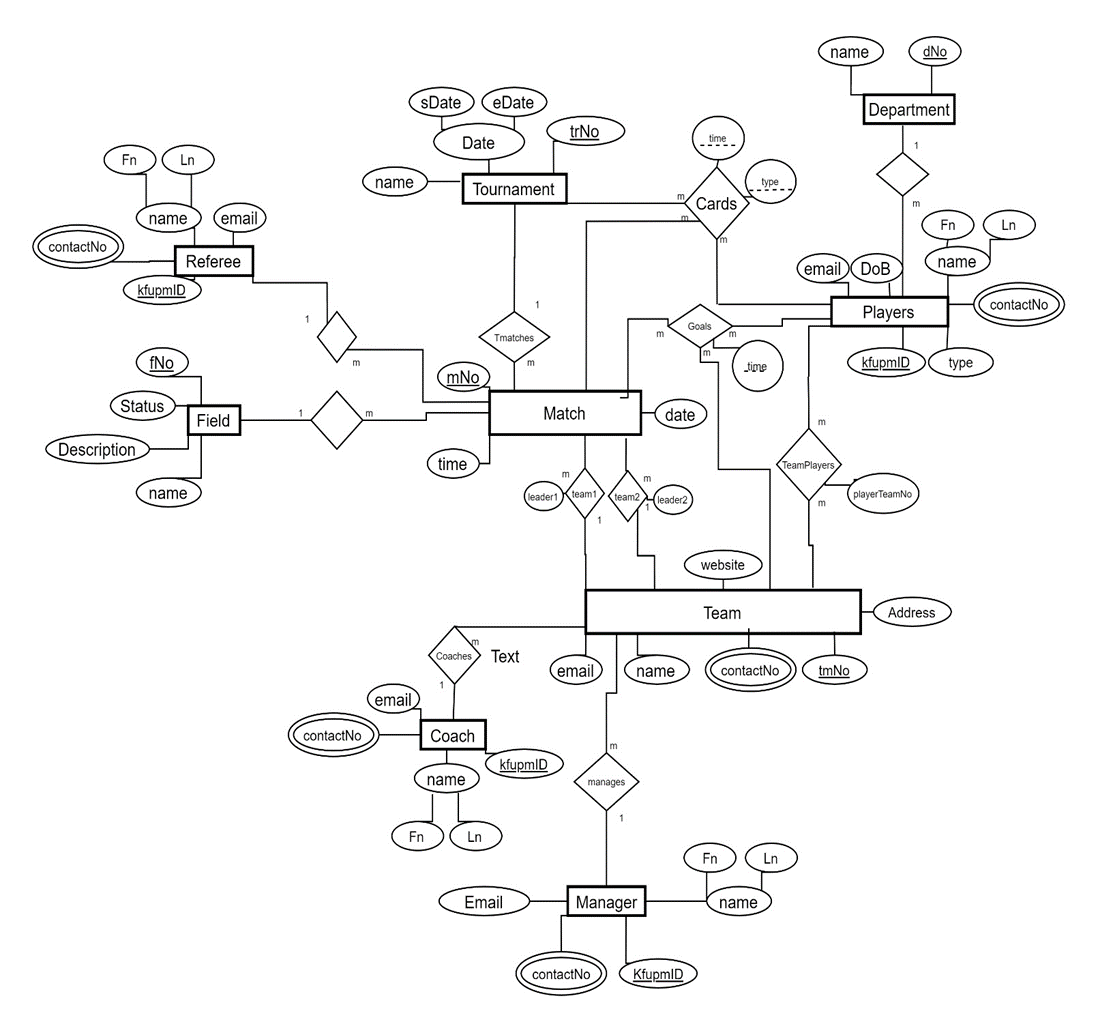 name
dNo
sDate
eDate
Department
Date
trNo
time
1
Fn
Ln
name
Tournament
type
m
Cards
m
m
m
name
email
contactNo
Referee
Fn
Ln
name
email
DoB
kfupmID
1
Players
contactNo
1
Goals
m
m
m
m
Tmatches
m
fNo
mNo
time
kfupmID
type
Status
Field
1
m
Match
date
m
Description
time
TeamPlayers
name
m
m
leader1
team1
team2
leader2
playerTeamNo
1
1
m
website
Team
Address
m
Coaches
Text
1
email
name
contactNo
tmNo
email
contactNo
Coach
kfupmID
name
m
manages
1
Fn
Ln
Fn
Ln
Email
Manager
name
contactNo
KfupmID